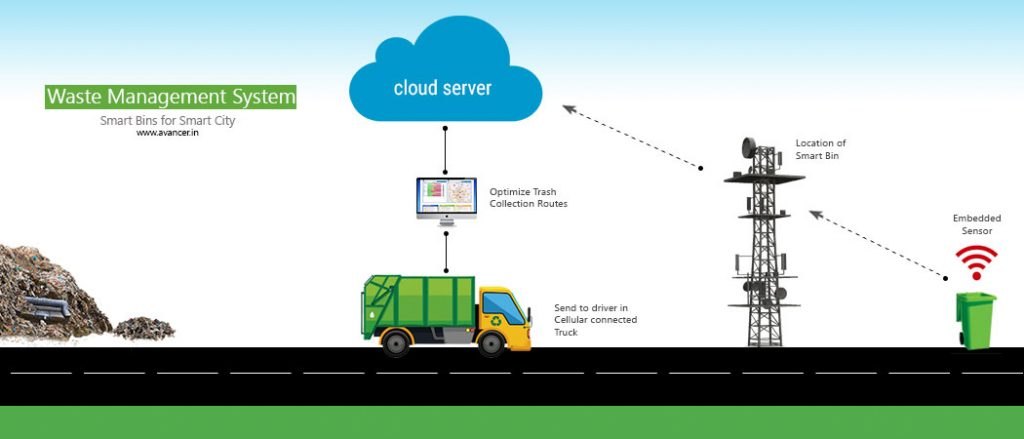 Waste Management System
Smart Bins for Smart City
www.avancer.in
cloud server
Location of
Smart Bin
Optimize Trash
Collection Routes
Embedded
Sensor
Send to driver in
Cellular connected
Truck